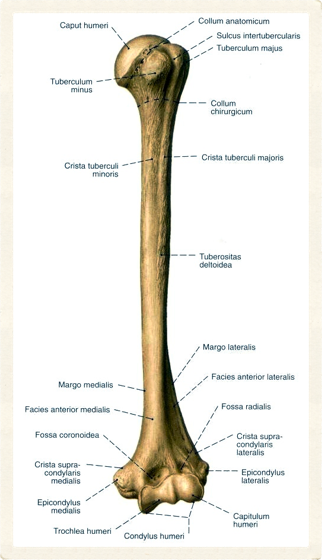 Caput humeri
Collum anatomicum
Sulcus intertubercularis
Tuberculum majus
Tuberculum
minus
Collum
chirurgicum
Crista tuberculi
minoris
Crista tuberculi majoris
Tuberositas
deltoidea
Margo lateralis
Margo medialis
Facies anterior lateralis
Facies anterior medialis
Fossa radialis
Fossa coronoidea
Crista supra-
condylaris
lateralis
Crista supra-
condylaris
medialis
Epicondylus
lateralis
Epicondylus
medialis
Capitulum
humeri
Trochlea humeri
Condylus humeri